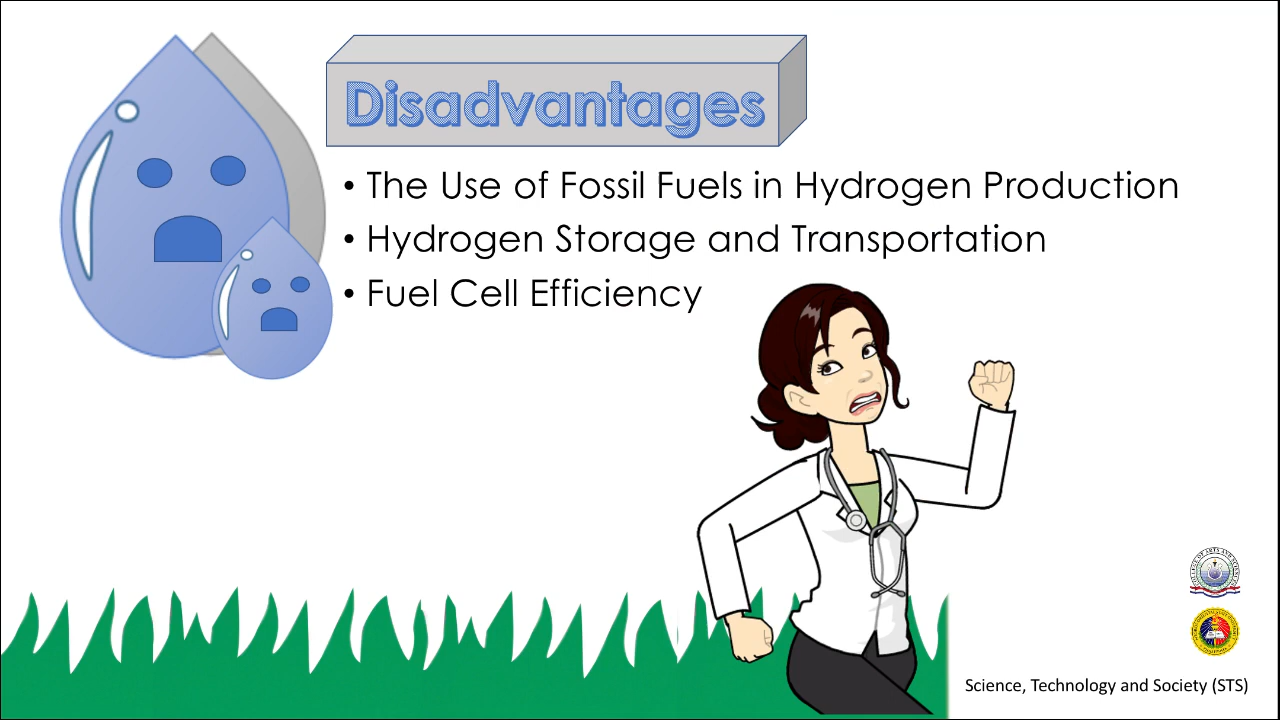 Disadvantages
• The Use of Fossil Fuels in Hydrogen Production
• Hydrogen Storage and Transportation
• Fuel Cell Efficiency
Science, Technology and Society (STS)